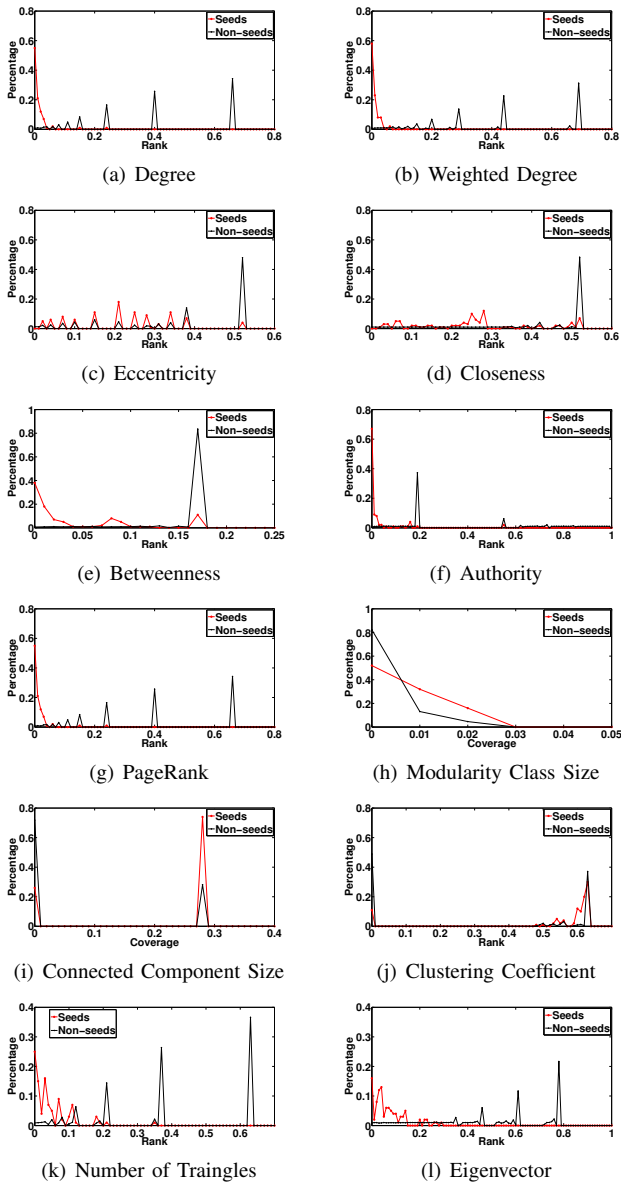 Percentage
0.8
0.6
0.4
0.2
0
0 0.2 0.4 0.6 0.8
Rank
Seeds
Non−seeds
(a) Degree
Percentage
0.8
0.6
0.4
0.2
0
0 0.2 0.4 0.6 0.8
Rank
Seeds
Non−seeds
(b) Weighted Degree
Percentage
0.8
0.6
0.4
0.2
0
0 0.1 0.2 0.3 0.4 0.5 0.6
Rank
Seeds
Non−seeds
(c) Eccentricity
Percentage
0.8
0.6
0.4
0.2
0
0 0.1 0.2 0.3 0.4 0.5 0.6
Rank
Seeds
Non−seeds
(d) Closeness
Percentage
1
0.8
0.6
0.4
0.2
0
0 0.05 0.1 0.15 0.2 0.25
Rank
Seeds
Non−seeds
(e) Betweenness
Percentage
0.8
0.6
0.4
0.2
0
0 0.2 0.4 0.6 0.8 1
Rank
Seeds
Non−seeds
(f) Authority
Percentage
0.8
0.6
0.4
0.2
0
0 0.2 0.4 0.6 0.8
Rank
Seeds
Non−seeds
(g) PageRank
Percentage
1
0.8
0.6
0.4
0.2
0
0 0.01 0.02 0.03 0.04 0.05
Coverage
Seeds
Non−seeds
(h) Modularity Class Size
Percentage
0.8
0.6
0.4
0.2
0
0 0.1 0.2 0.3 0.4
Coverage
Seeds
Non−seeds
(i) Connected Component Size
Percentage
0.8
0.6
0.4
0.2
0
0 0.1 0.2 0.3 0.4 0.5 0.6
Rank
Seeds
Non−seeds
(j) Clustering Coefficient
Percentage
0.4
0.3
0.2
0.1
0
0 0.1 0.2 0.3 0.4 0.5 0.6
Rank
Seeds
Non−seeds
(k) Number of Traingles
Percentage
0.4
0.3
0.2
0.1
0
0 0.2 0.4 0.6 0.8 1
Rank
Seeds
Non−seeds
(l) Eigenvector